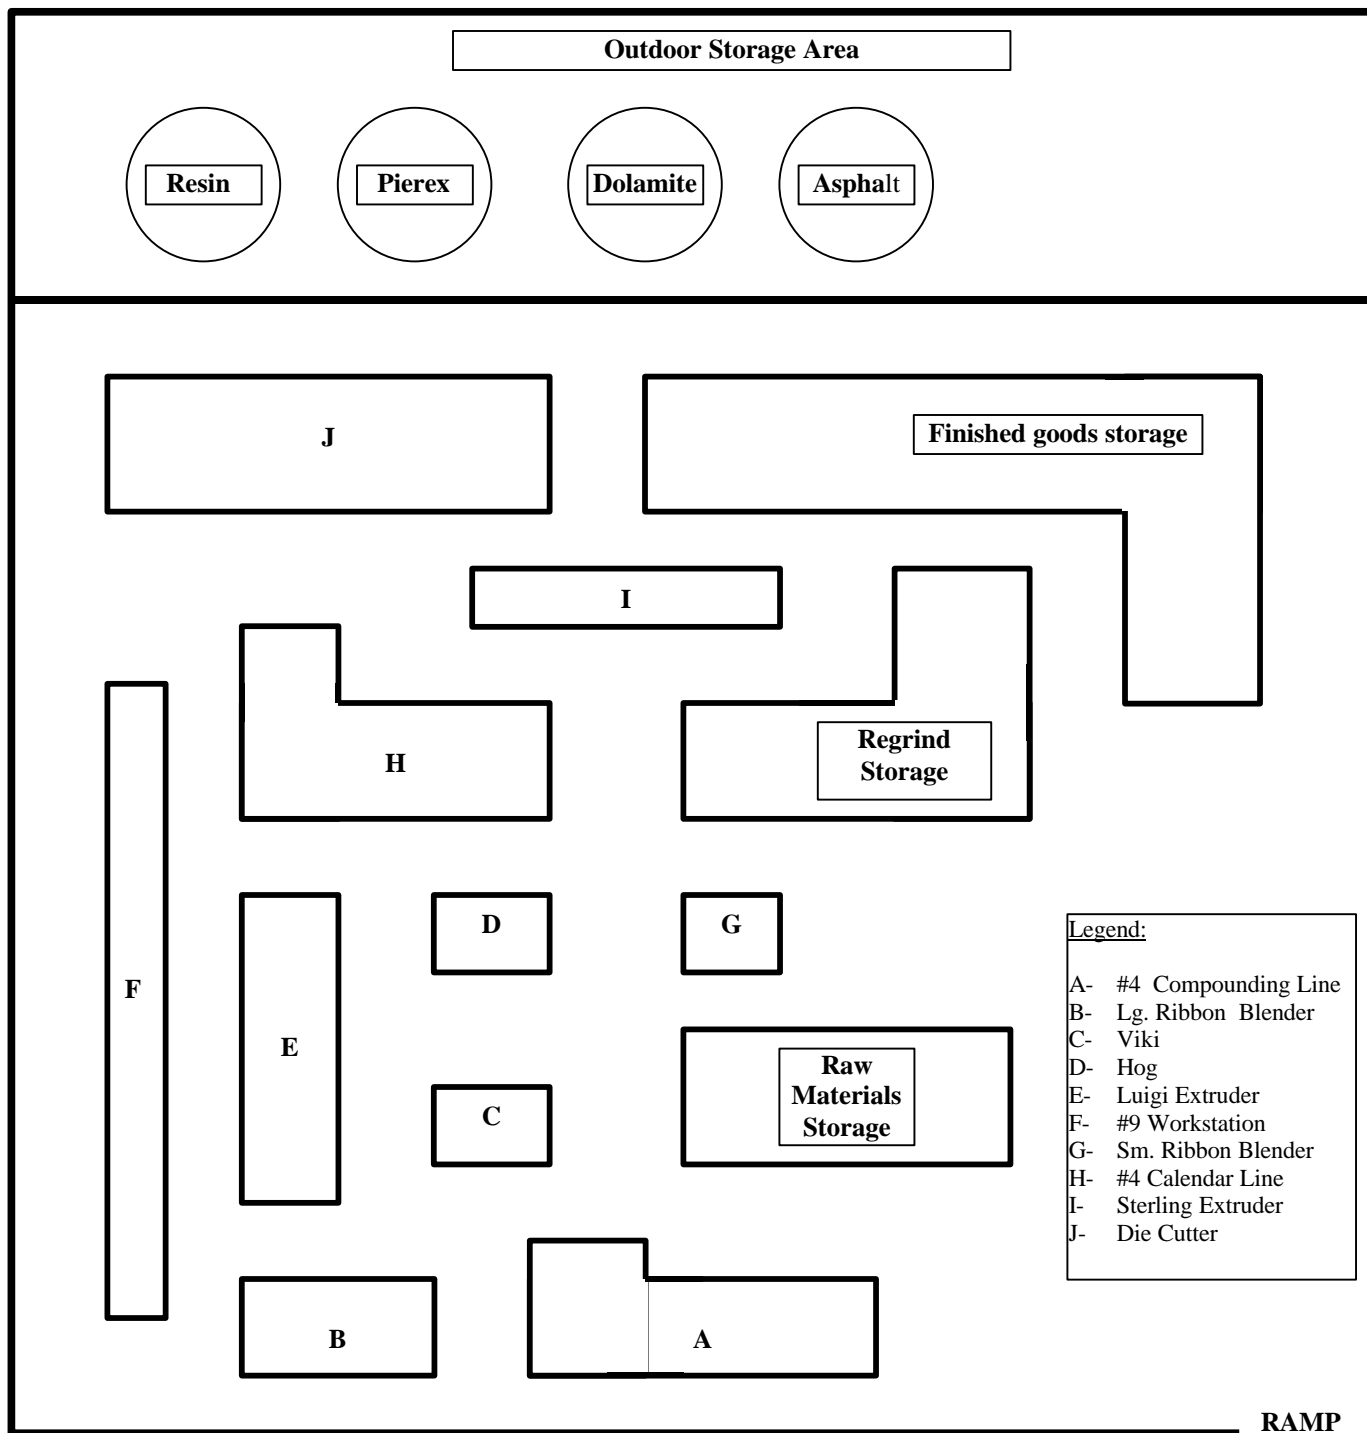 Outdoor Storage Area
Resin Pierex Dolamite Asphalt
J
Finished goods storage
I
H
Regrind
Storage
D
G
F
E
C
Raw
Materials
Storage
B
A
Legend:
A- #4 Compounding Line
B- Lg. Ribbon Blender
C- Viki
D- Hog
E- Luigi Extruder
F- #9 Workstation
G- Sm. Ribbon Blender
H- #4 Calendar Line
I- Sterling Extruder
J- Die Cutter
RAMP